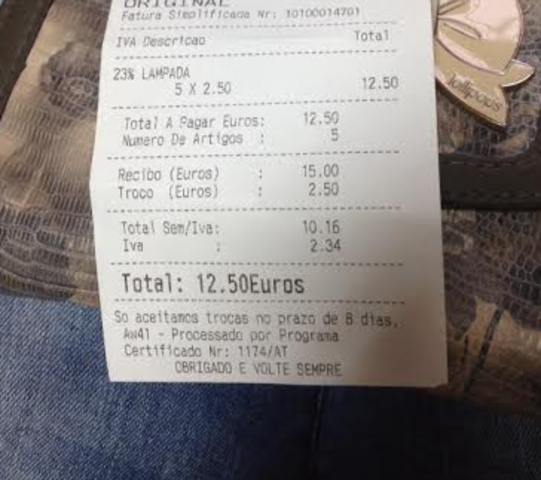 ORIGINAL
Fatura Simplificada Nr: 10100014701
IVA Descricao Total
23% LAMPADA
5 X 2.50 12.50
Total A Pagar Euros: 12.50
Numero De Artigos : 5
Recibo (Euros) : 15.00
Troco (Euros) : 2.50
Total Sem/Iva: 10.16
Iva : 2.34
Total: 12.50Euros
So aceitamos trocas no prazo de 8 dias.
Aw41 - Processado por Programa
Certificado Nr: 1174/AT
OBRIGADO E VOLTE SEMPRE
lollipops